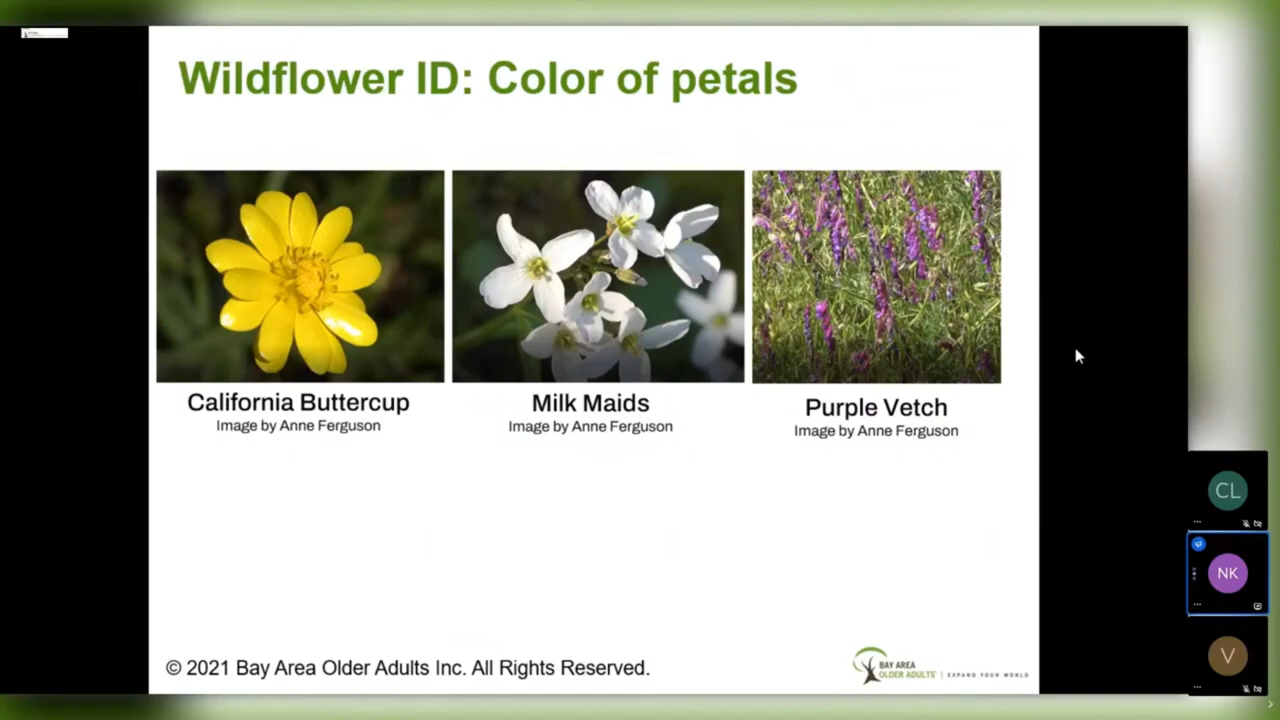 Wildflower ID: Color of petals
California Buttercup
Image by Anne Ferguson
Milk Maids
Image by Anne Ferguson
Purple Vetch
Image by Anne Ferguson
© 2021 Bay Area Older Adults Inc. All Rights Reserved.
BAY AREA
OLDER ADULTS | EXPAND YOUR WORLD
CL
NK
V